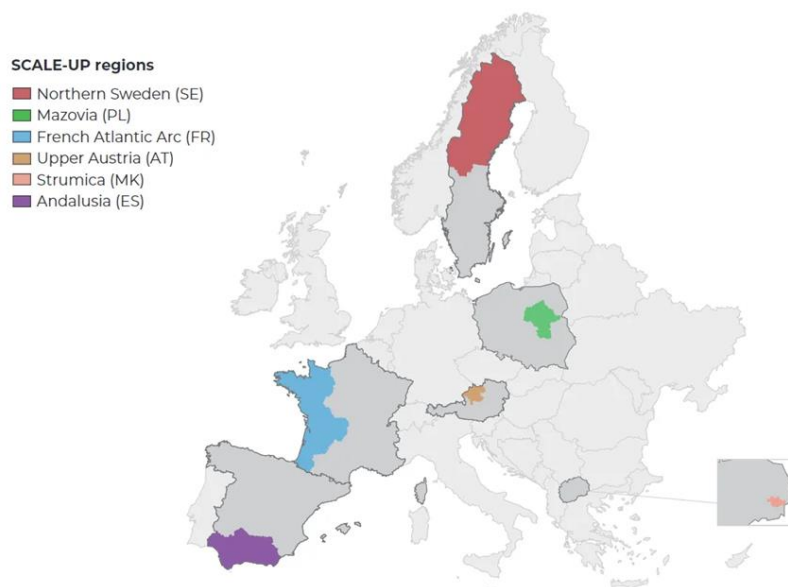 SCALE-UP regions
Northern Sweden (SE)
Mazovia (PL)
French Atlantic Arc (FR)
Upper Austria (AT)
Strumica (MK)
Andalusia (ES)